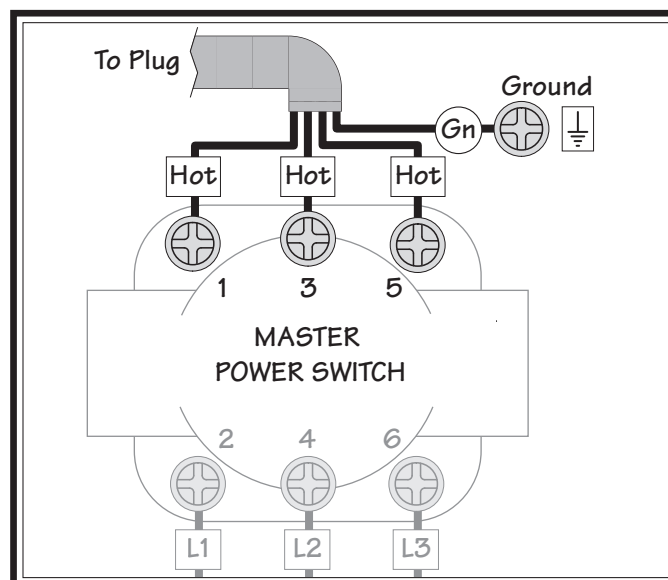 To Plug
Ground
Gn
Hot Hot Hot
1 3 5
MASTER
POWER SWITCH
2 4 6
L1 L2 L3